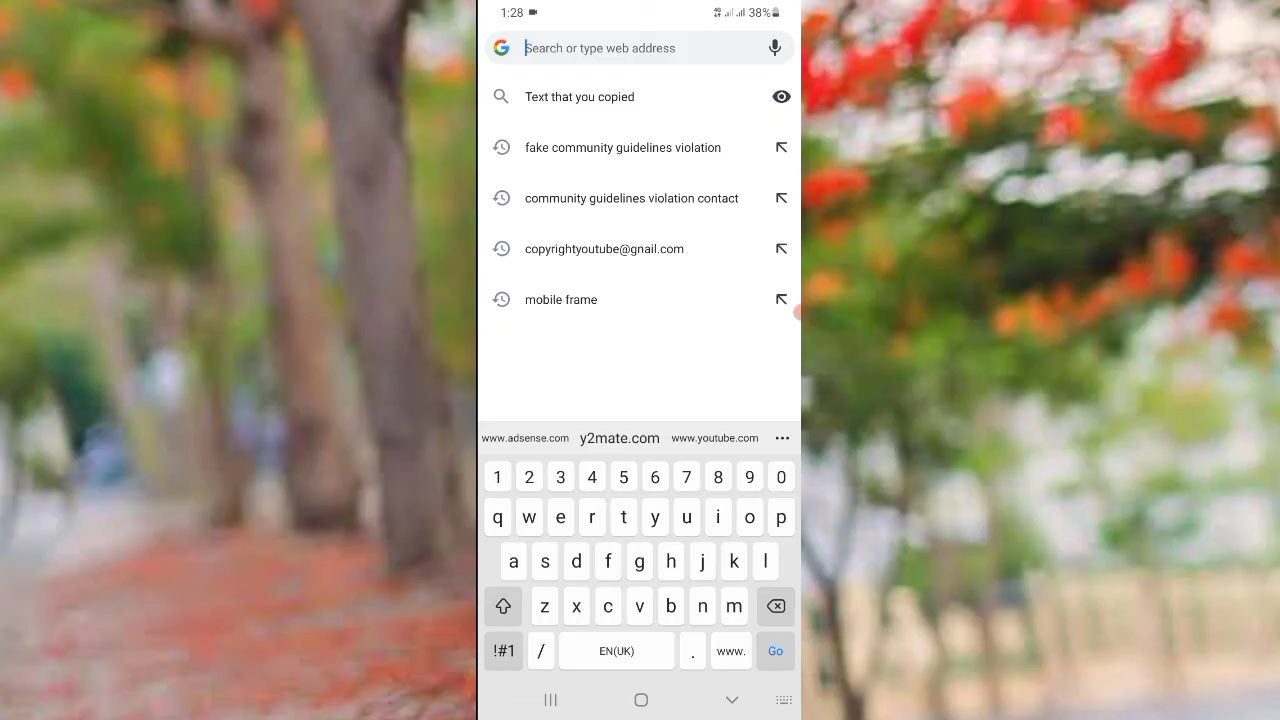 1:28
38%
Search or type web address
Text that you copied
fake community guidelines violation
community guidelines violation contact
copyrightyoutube@gnail.com
mobile frame
www.adsense.com y2mate.com www.youtube.com
1 2 3 4 5 6 7 8 9 0
q w e r t y u i o p
a s d f g h j k l
z x c v b n m
!#1 / EN(UK) . www. Go